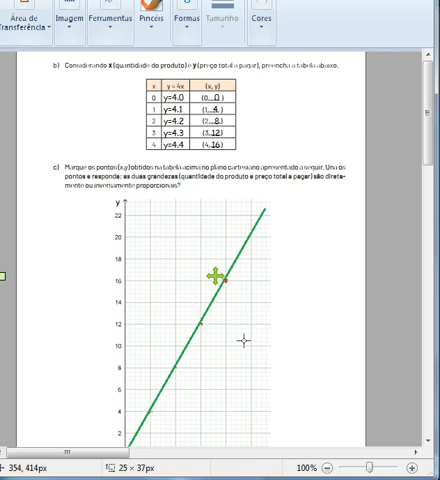 Área de Imagem Ferramentas Pincéis Formas Tamanho Cores
Transferência
b) Considerando x (quantidade do produto) e y (preço total a pagar), preencha a tabela abaixo.
x y = 4x (x, y)
0 y=4.0 (0,..0..)
1 y=4.1 (1,..4..)
2 y=4.2 (2,..8..)
3 y=4.3 (3,.12..)
4 y=4.4 (4,.16..)
c) Marque os pontos (x,y) obtidos na tabela acima no plano cartesiano apresentado a seguir. Una os
pontos e responda: as duas grandezas (quantidade do produto e preço total a pagar) são direta-
mente ou inversamente proporcionais?
y
22
20
18
16
14
12
10
8
6
4
2
354, 414px 25 × 37px 100%